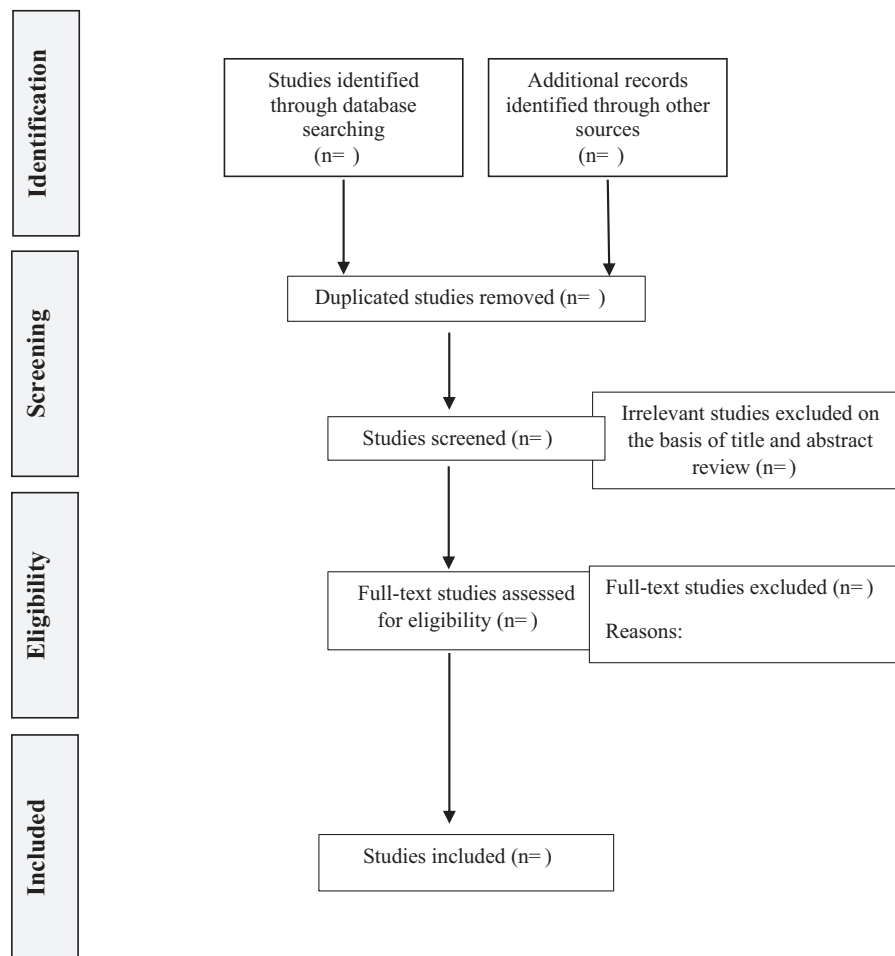 Identification
Studies identified
through database
searching
(n= )
Additional records
identified through other
sources
(n= )
Screening
Duplicated studies removed (n= )
Studies screened (n= )
Irrelevant studies excluded on
the basis of title and abstract
review (n= )
Eligibility
Full-text studies assessed
for eligibility (n= )
Full-text studies excluded (n= )
Reasons:
Included
Studies included (n= )